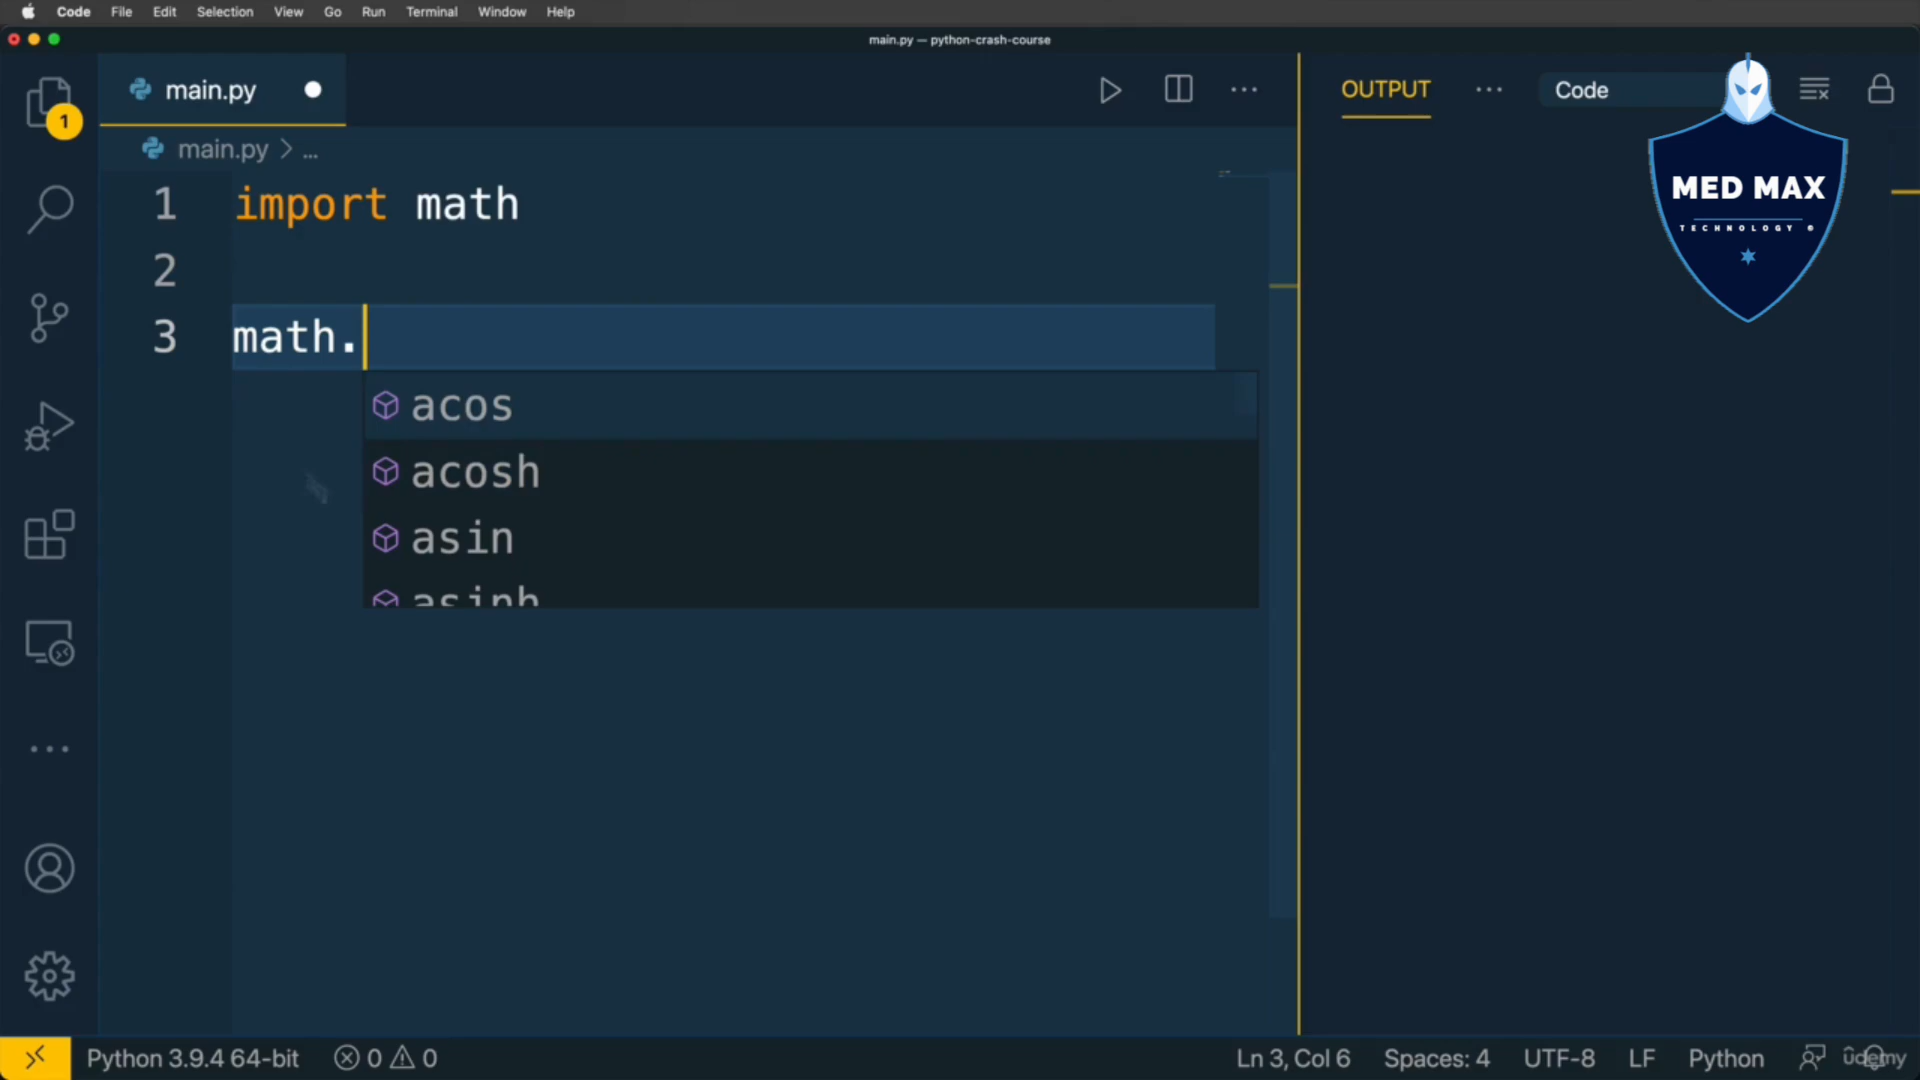 Code File Edit Selection View Go Run Terminal Window Help
main.py — python-crash-course
main.py
OUTPUT
Code
1
main.py > ...
MED MAX
TECHNOLOGY ®
1 import math
2
3 math.
acos
acosh
asin
asinh
Python 3.9.4 64-bit 0 0 Ln 3, Col 6 Spaces: 4 UTF-8 LF Python
ûdemy